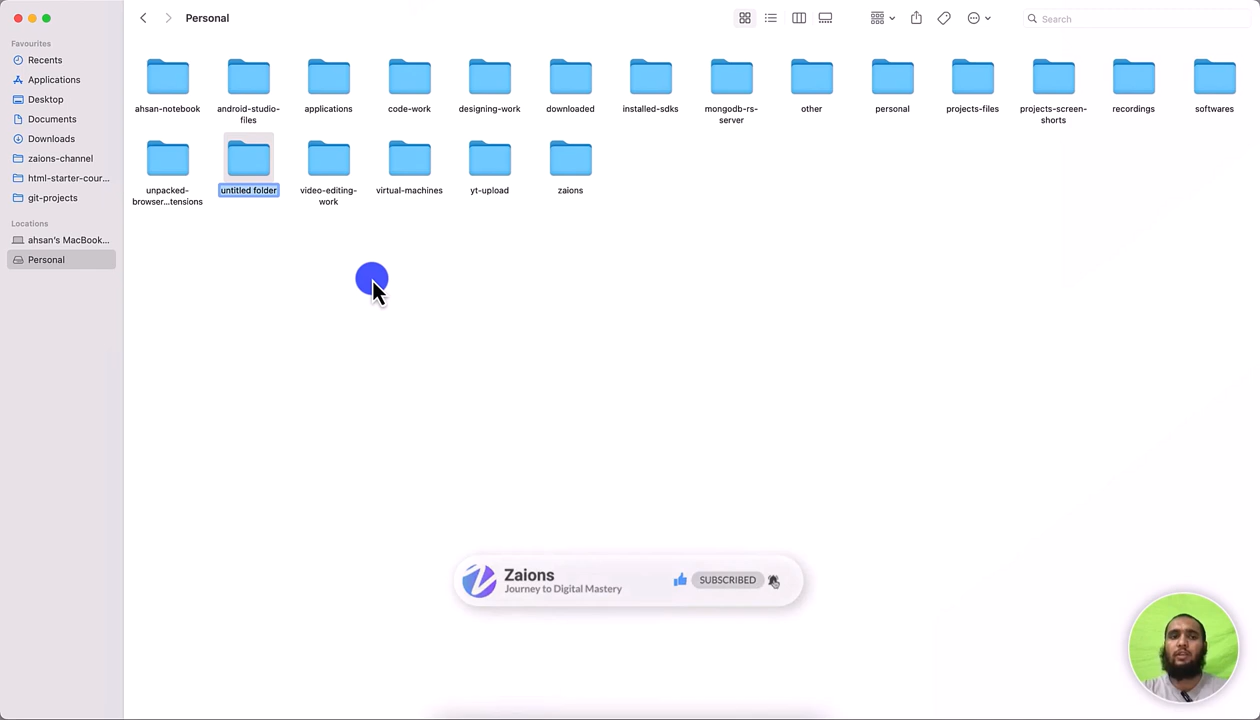 Personal
Search
Favourites
Recents
Applications
Desktop
Documents
Downloads
zaions-channel
html-starter-cour...
git-projects
Locations
ahsan's MacBook...
Personal
ahsan-notebook
android-studio-
files
applications
code-work
designing-work
downloaded
installed-sdks
mongodb-rs-
server
other
personal
projects-files
projects-screen-
shorts
recordings
softwares
unpacked-
browser...tensions
untitled folder
video-editing-
work
virtual-machines
yt-upload
zaions
Zaions
Journey to Digital Mastery
SUBSCRIBED